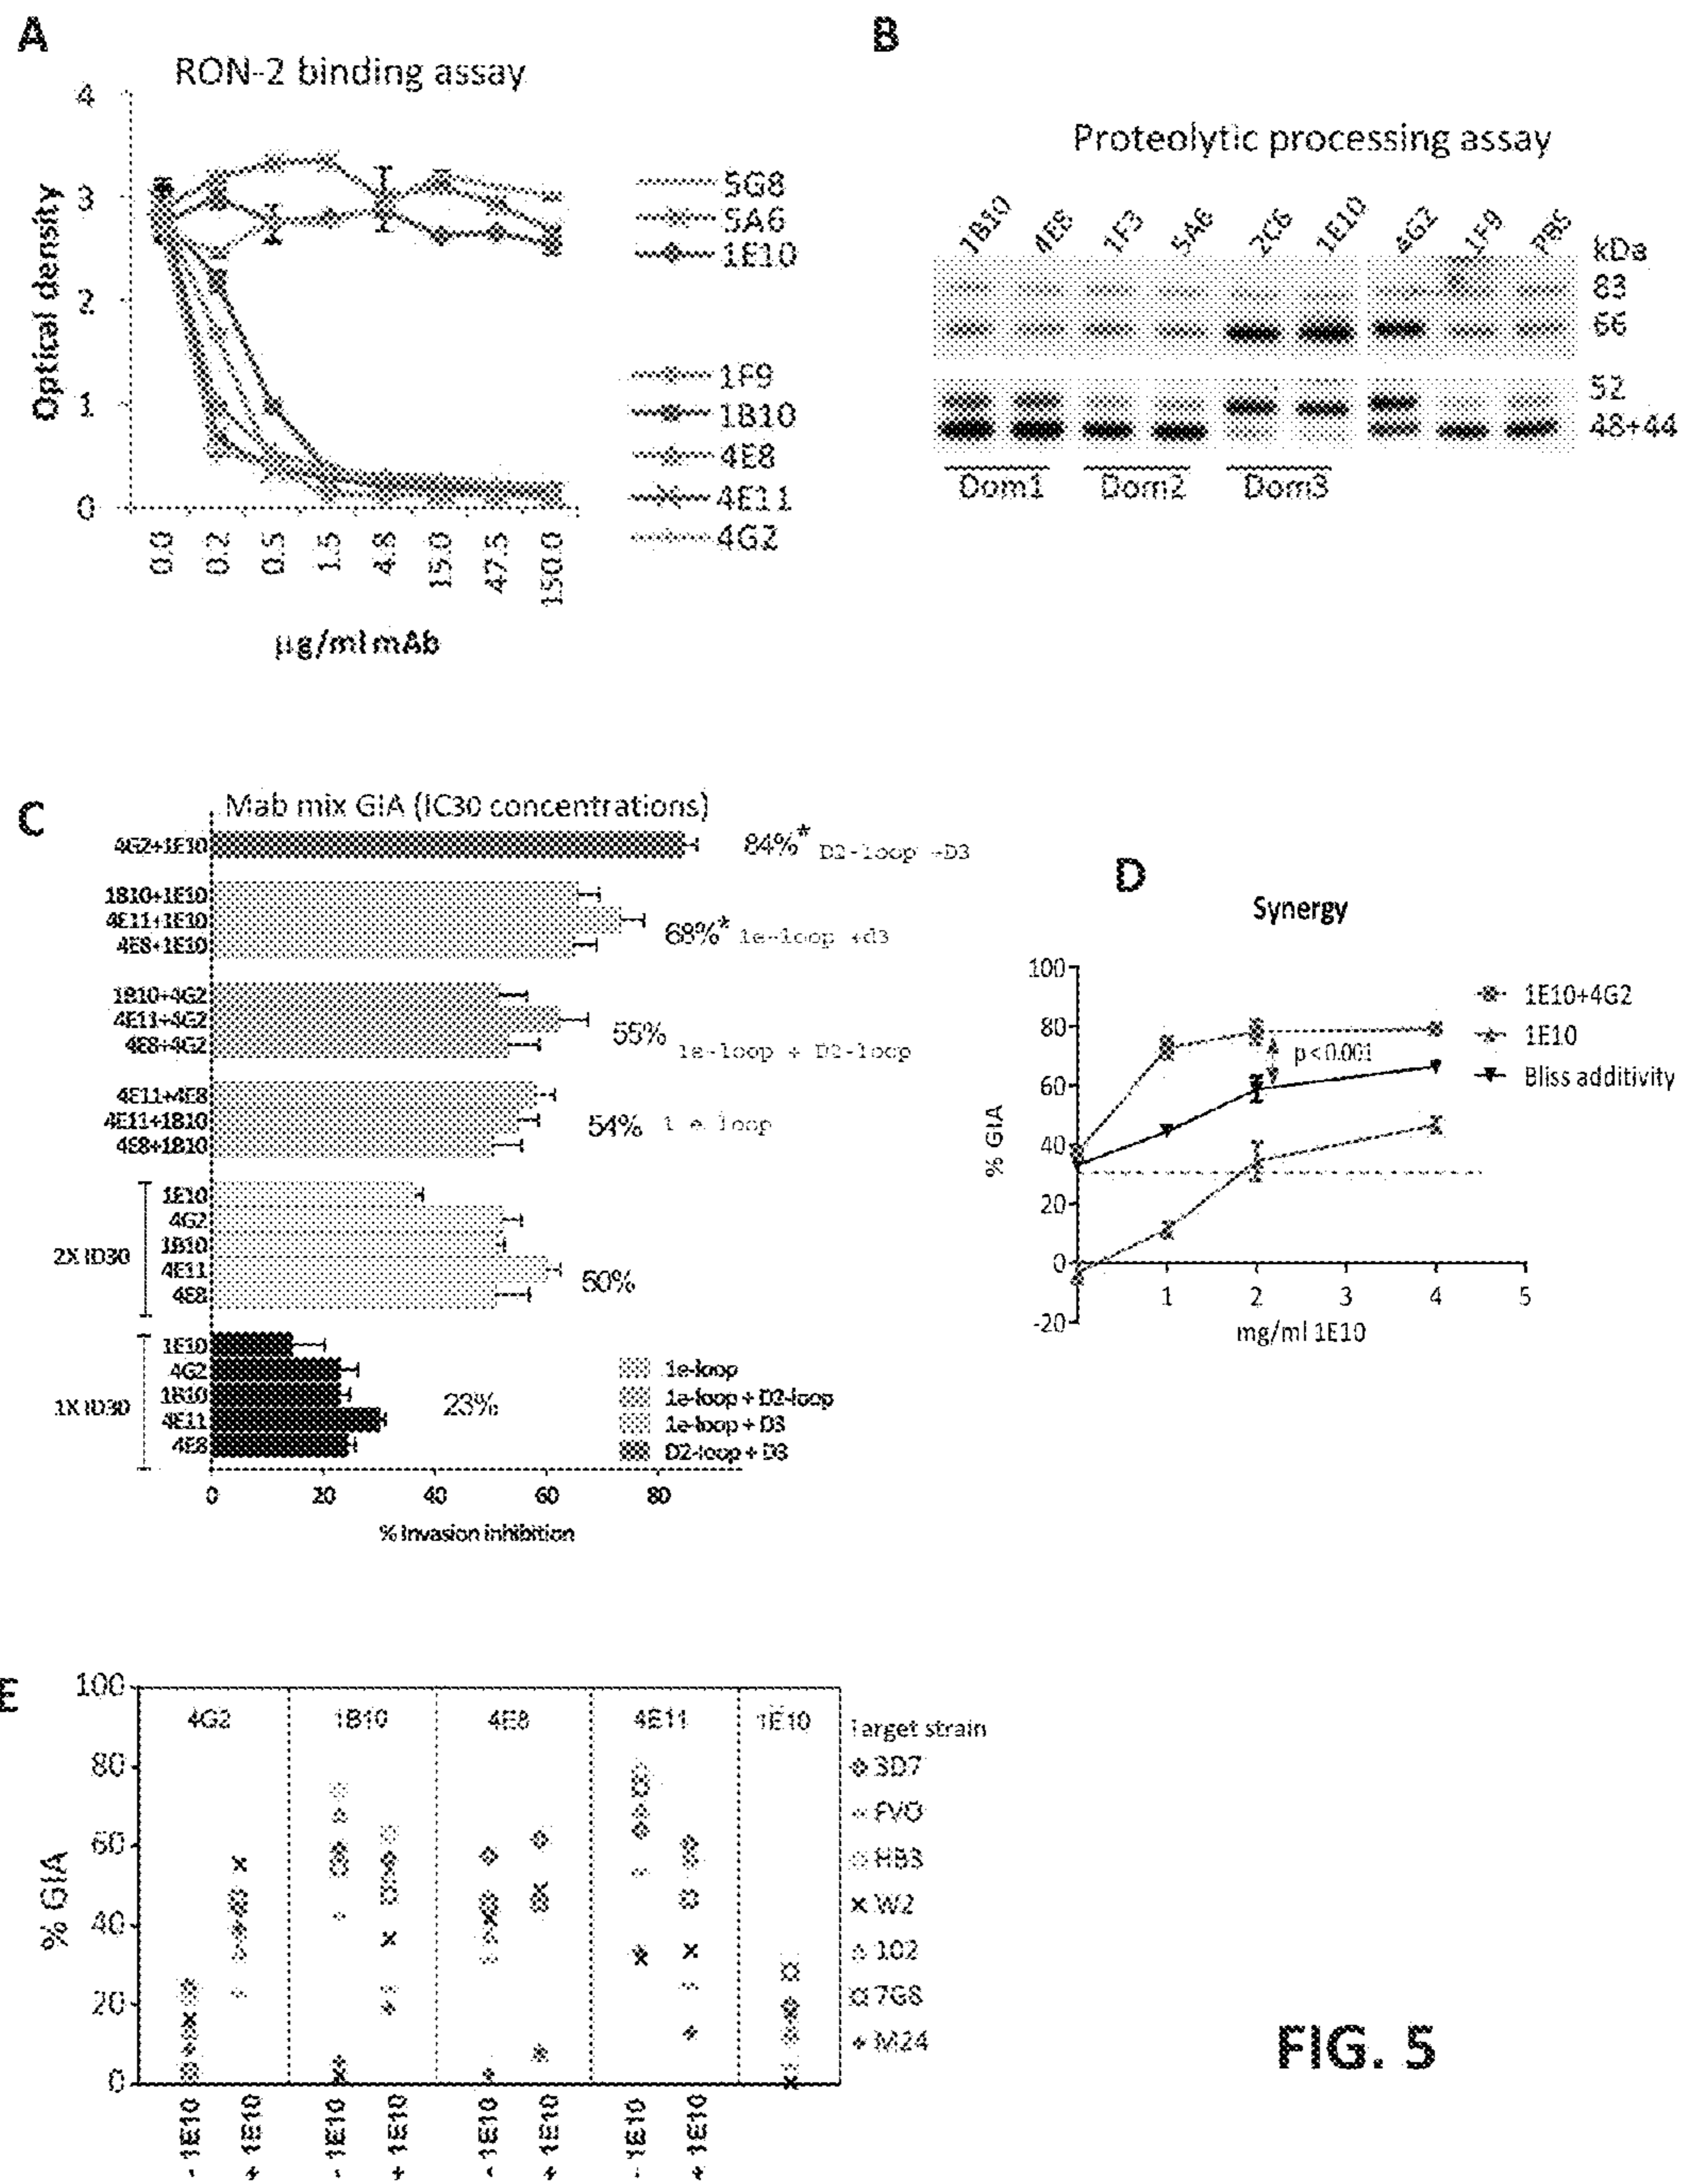 A
RON-2 binding assay
4
3
2
1
0
Optical density
0.0
0.2
0.5
1.5
4.8
15.0
47.5
150.0
µg/ml mAb
5G8
5A6
1E10
1F9
1B10
4E8
4E11
4G2
B
Proteolytic processing assay
1B10
4E8
1F3
5A6
2C6
1E10
4G2
1F9
PBS
kDa
83
66
52
48+44
Dom1
Dom2
Dom3
C
Mab mix GIA (IC30 concentrations)
4G2+1E10
84%* D2-loop +D3
1B10+1E10
4E11+1E10
4E8+1E10
68%* 1e-loop +d3
1B10+4G2
4E11+4G2
4E8+4G2
55% 1e-loop + D2-loop
4E11+4E8
4E11+1B10
4E8+1B10
54% 1 e loop
2X ID30
1E10
4G2
1B10
4E11
4E8
50%
1X ID30
1E10
4G2
1B10
4E11
4E8
23%
1e-loop
1e-loop + D2-loop
1e-loop + D3
D2-loop + D3
0
20
40
60
80
% Invasion inhibition
D
Synergy
100
80
60
40
20
0
-20
% GIA
1
2
3
4
5
mg/ml 1E10
p<0.001
1E10+4G2
1E10
Bliss additivity
E
100
80
60
40
20
0
% GIA
4G2
1B10
4E8
4E11
1E10
- 1E10
+ 1E10
- 1E10
+ 1E10
- 1E10
+ 1E10
- 1E10
+ 1E10
Target strain
3D7
FVO
HB3
W2
102
7G8
M24
FIG. 5